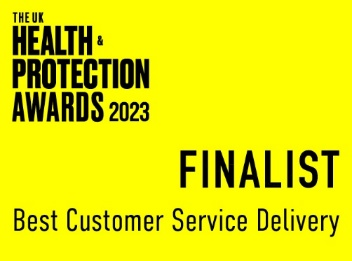 THE UK
HEALTH &
PROTECTION
AWARDS 2023
FINALIST
Best Customer Service Delivery